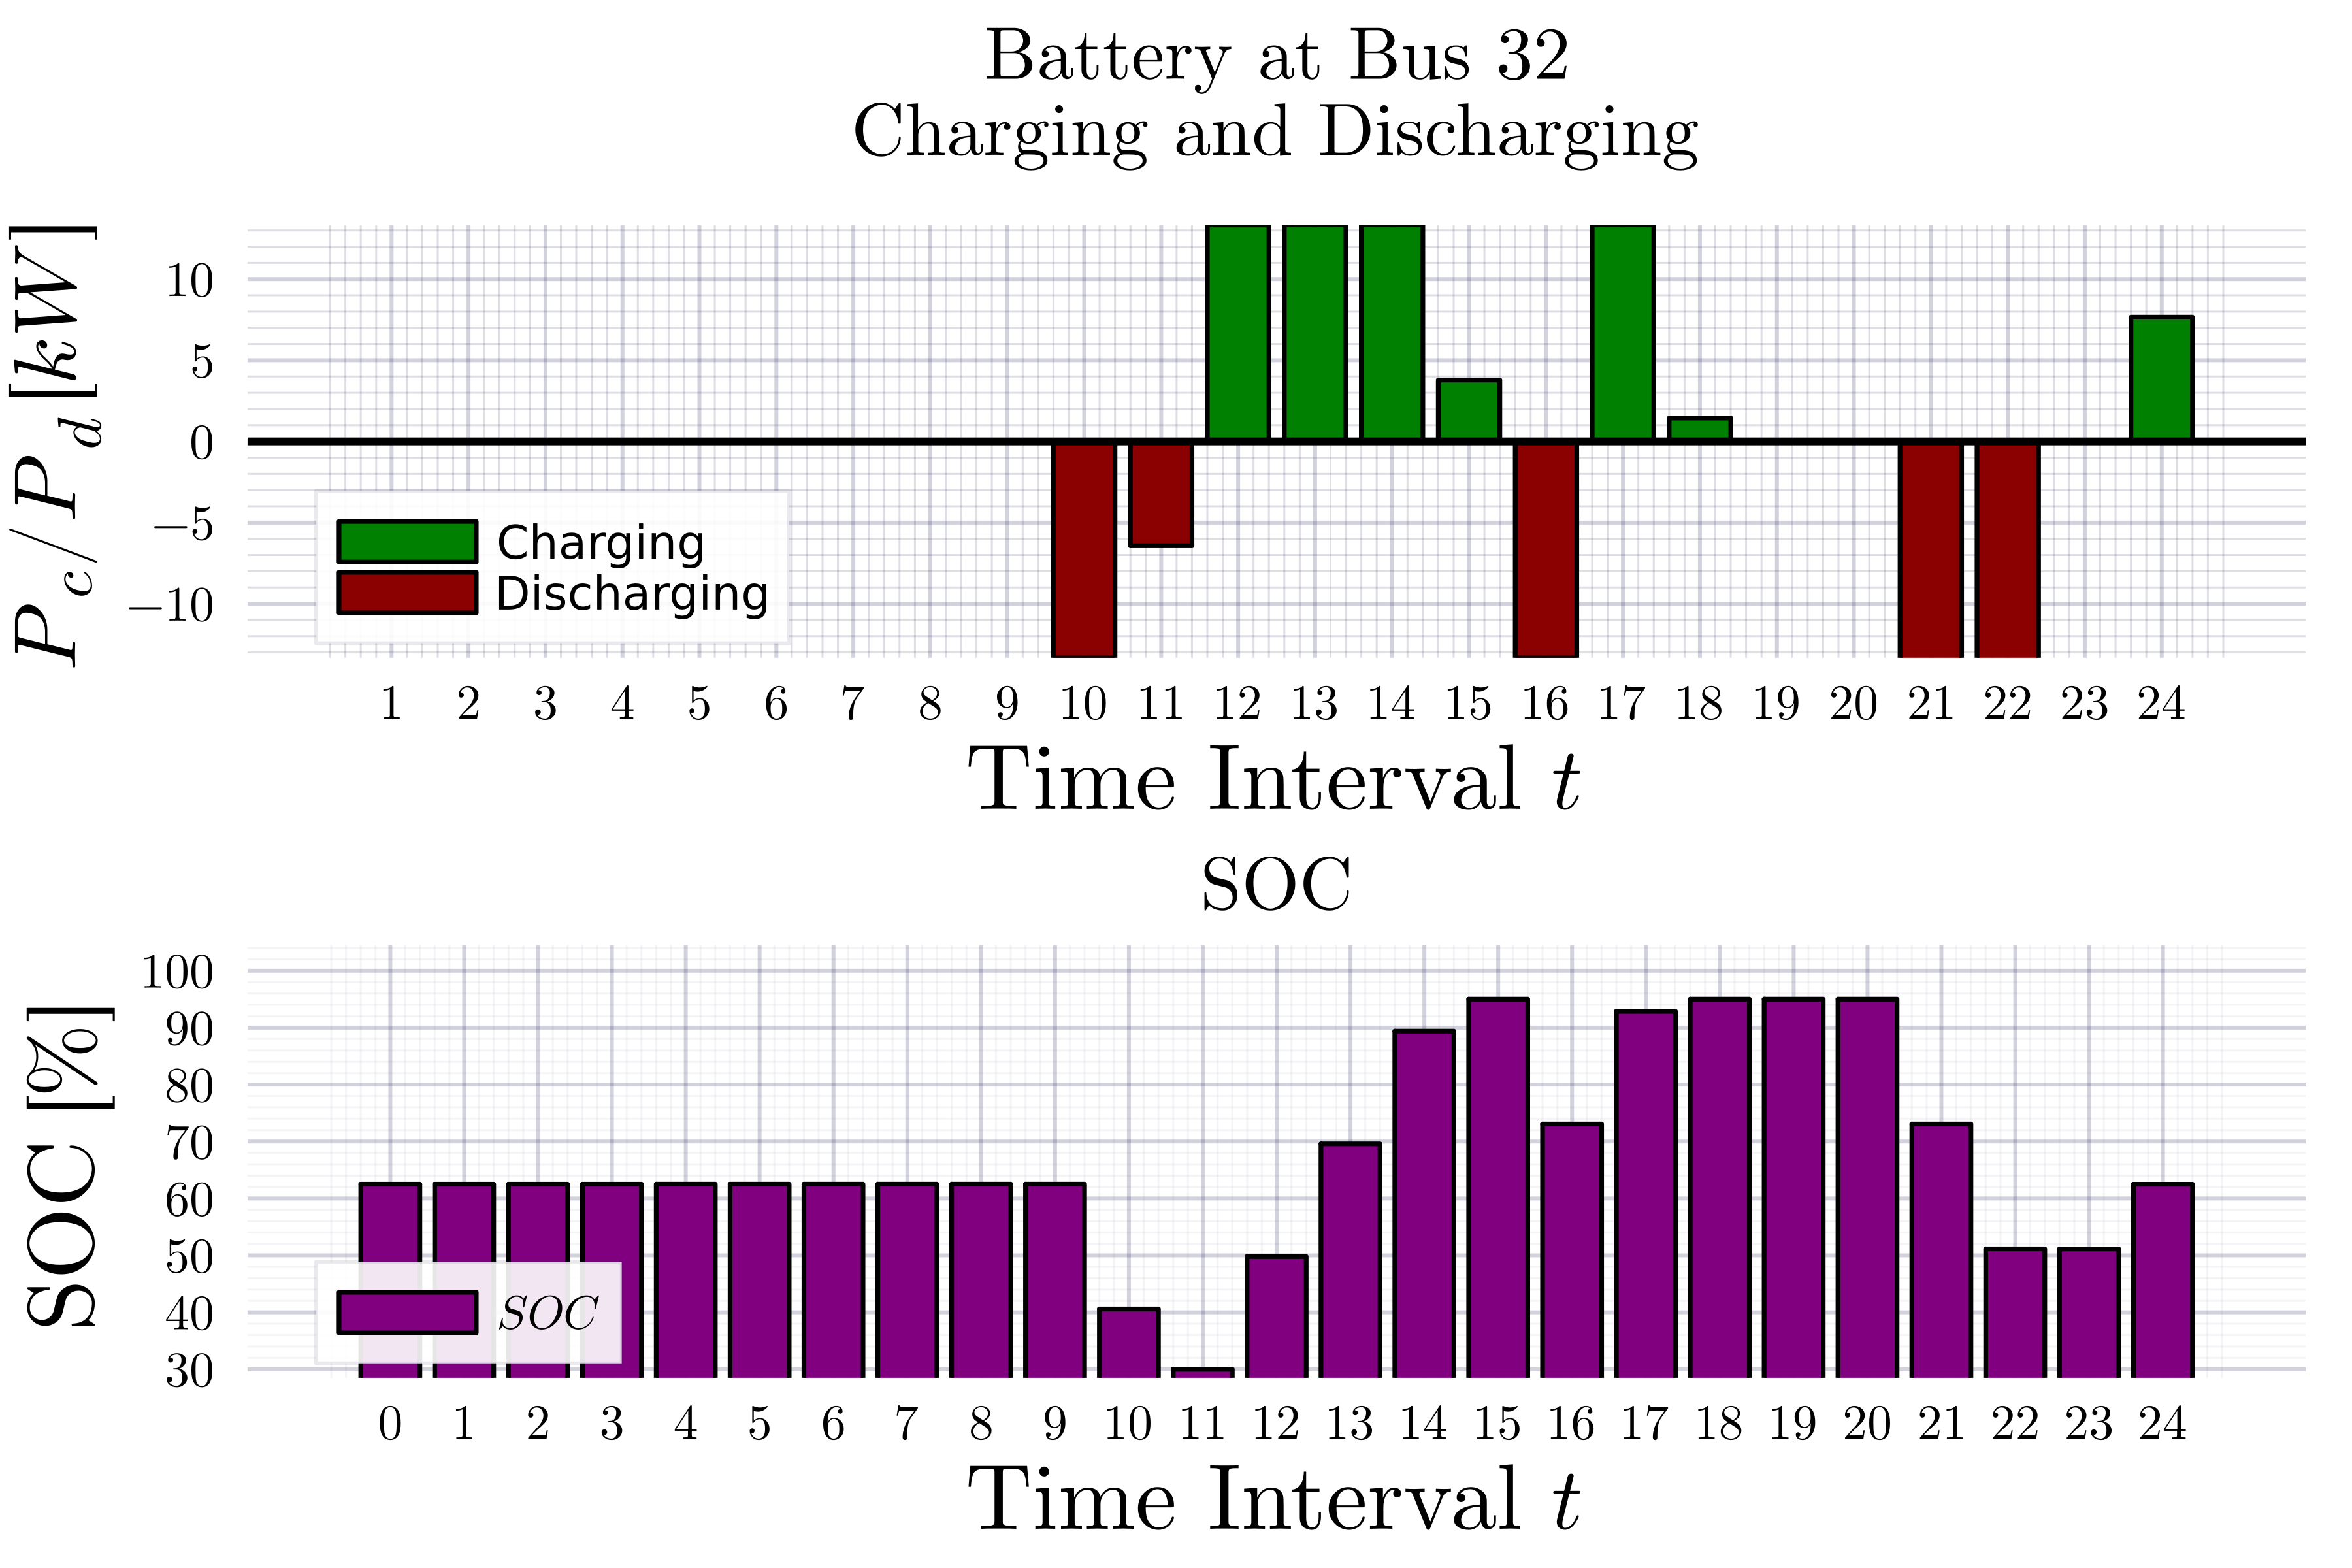 Battery at Bus 32
Charging and Discharging
P_c/P_d [kW]
10
5
0
−5
−10
Charging
Discharging
1 2 3 4 5 6 7 8 9 10 11 12 13 14 15 16 17 18 19 20 21 22 23 24
Time Interval t
SOC
SOC [%]
100
90
80
70
60
50
40
30
SOC
0 1 2 3 4 5 6 7 8 9 10 11 12 13 14 15 16 17 18 19 20 21 22 23 24
Time Interval t